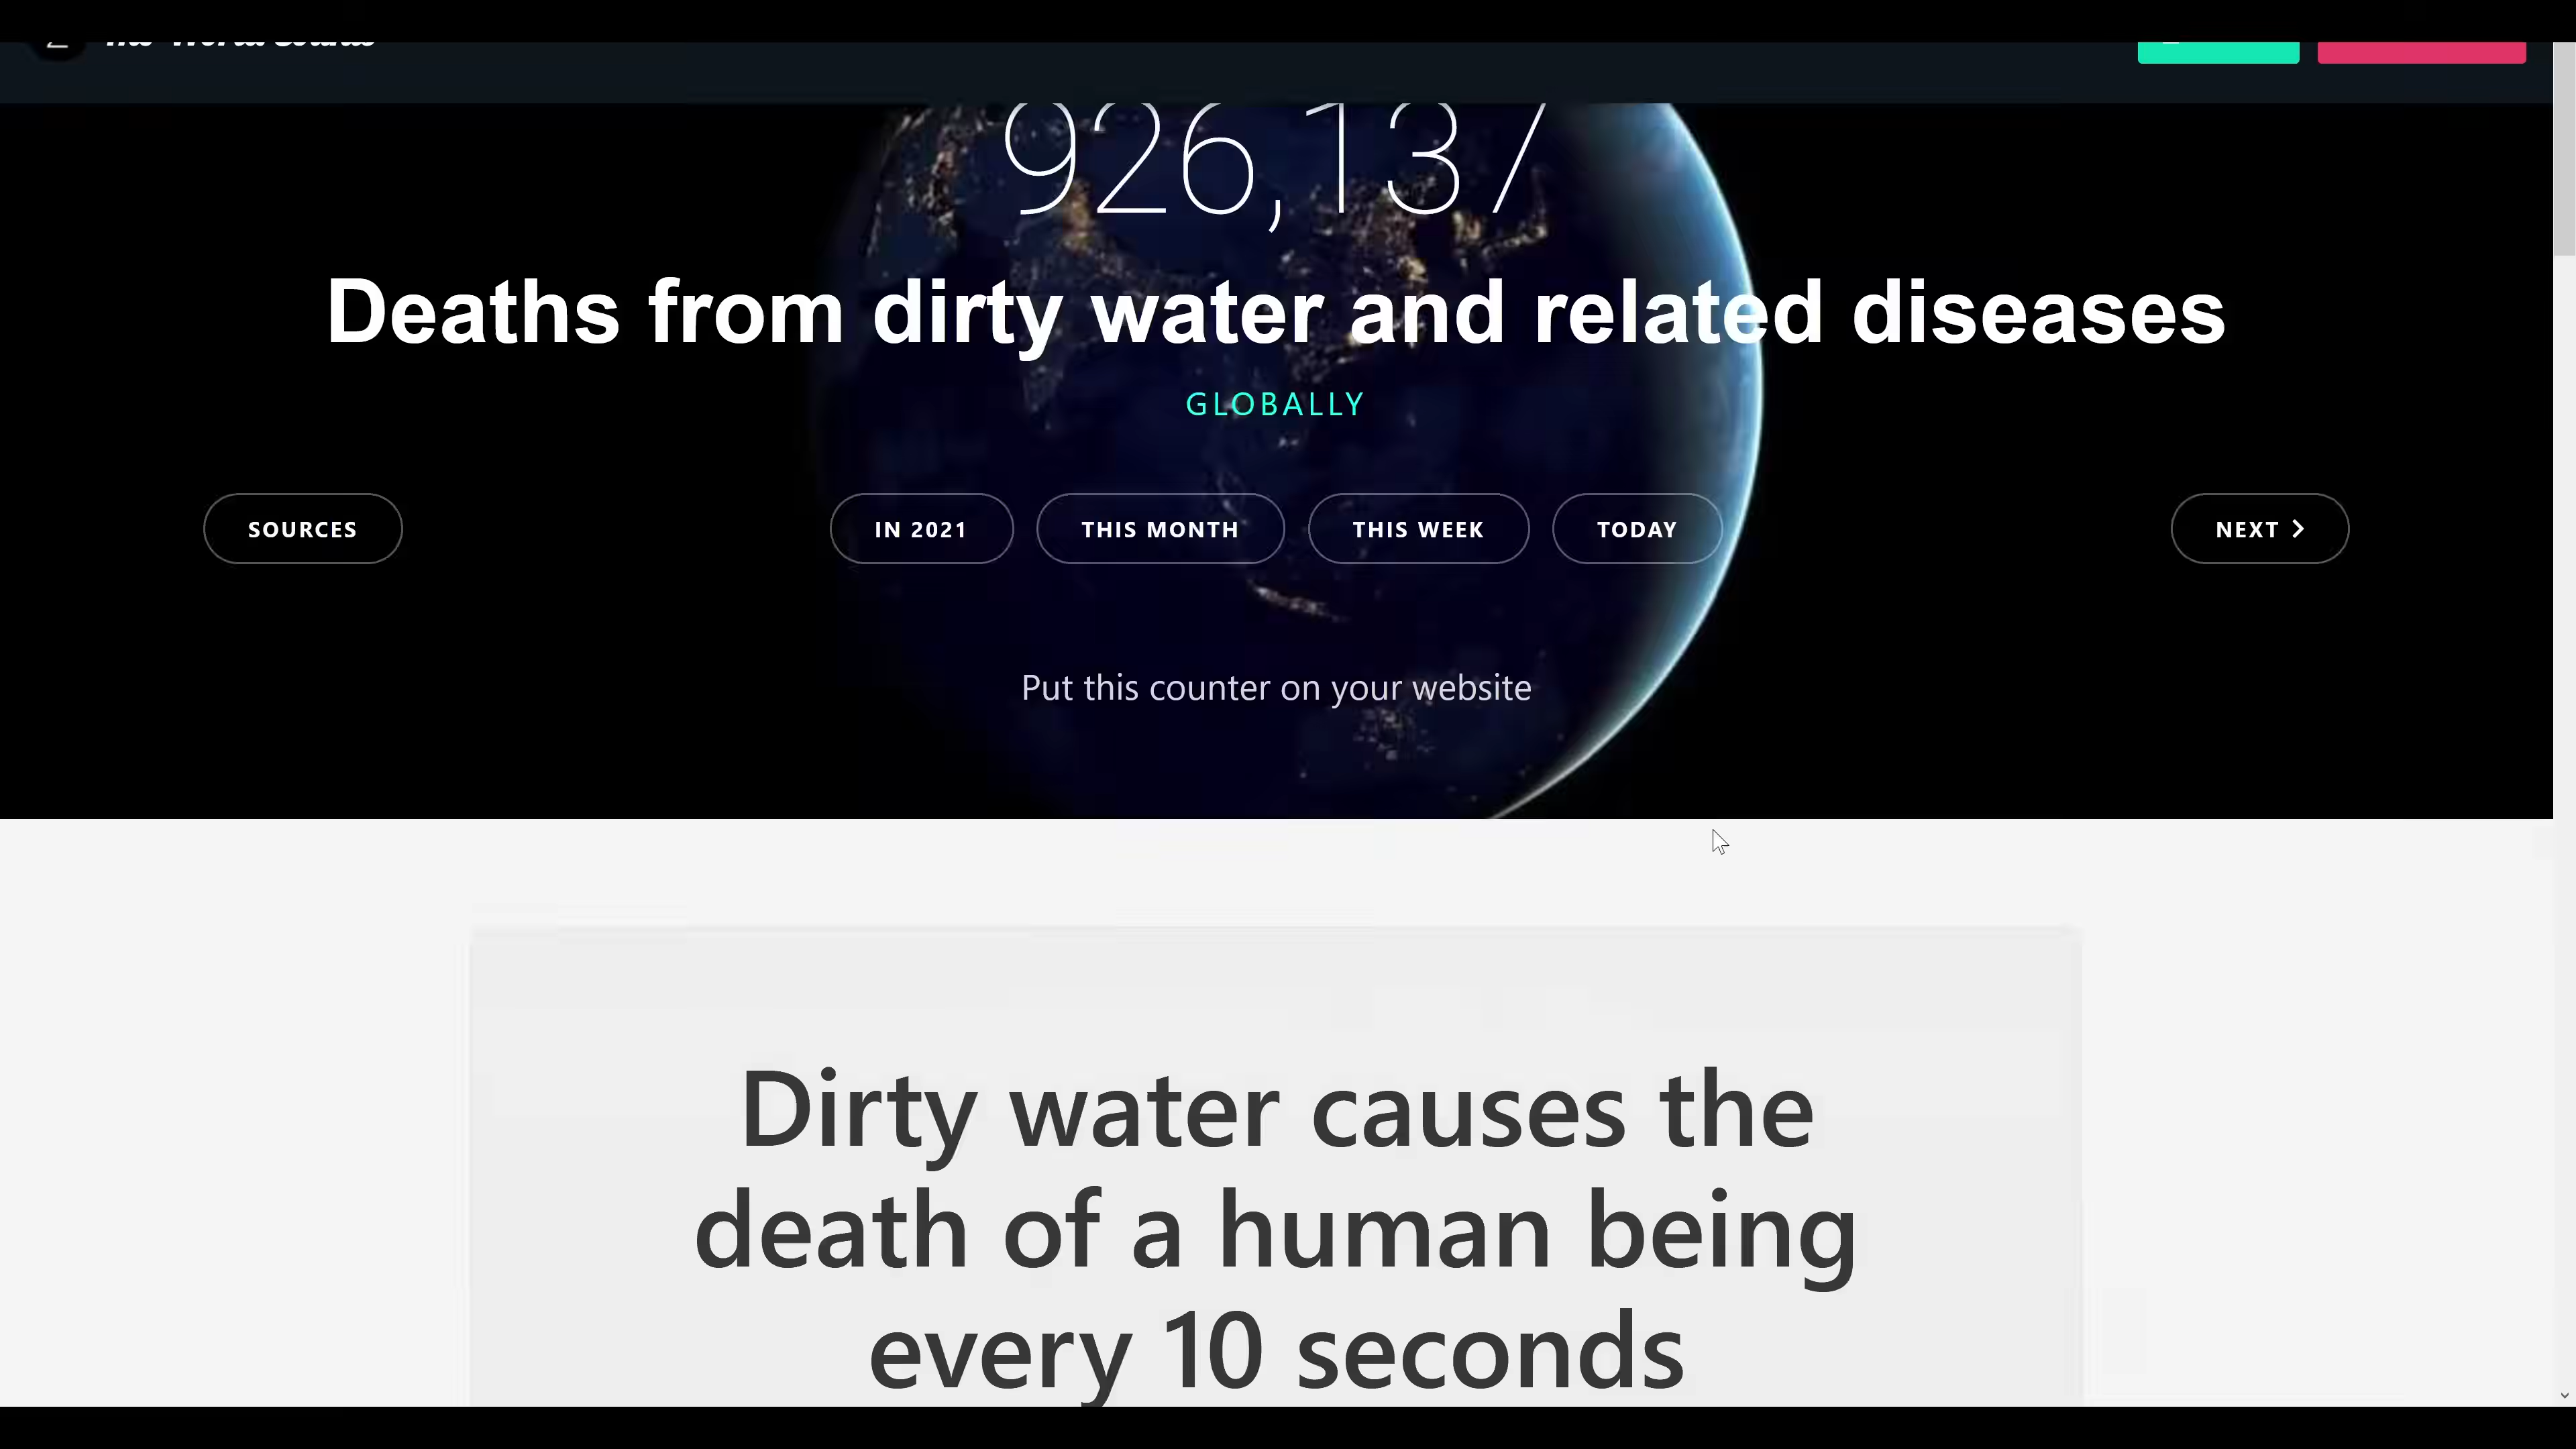 926,137
Deaths from dirty water and related diseases
GLOBALLY
SOURCES
IN 2021
THIS MONTH
THIS WEEK
TODAY
NEXT
Put this counter on your website
Dirty water causes the
death of a human being
every 10 seconds